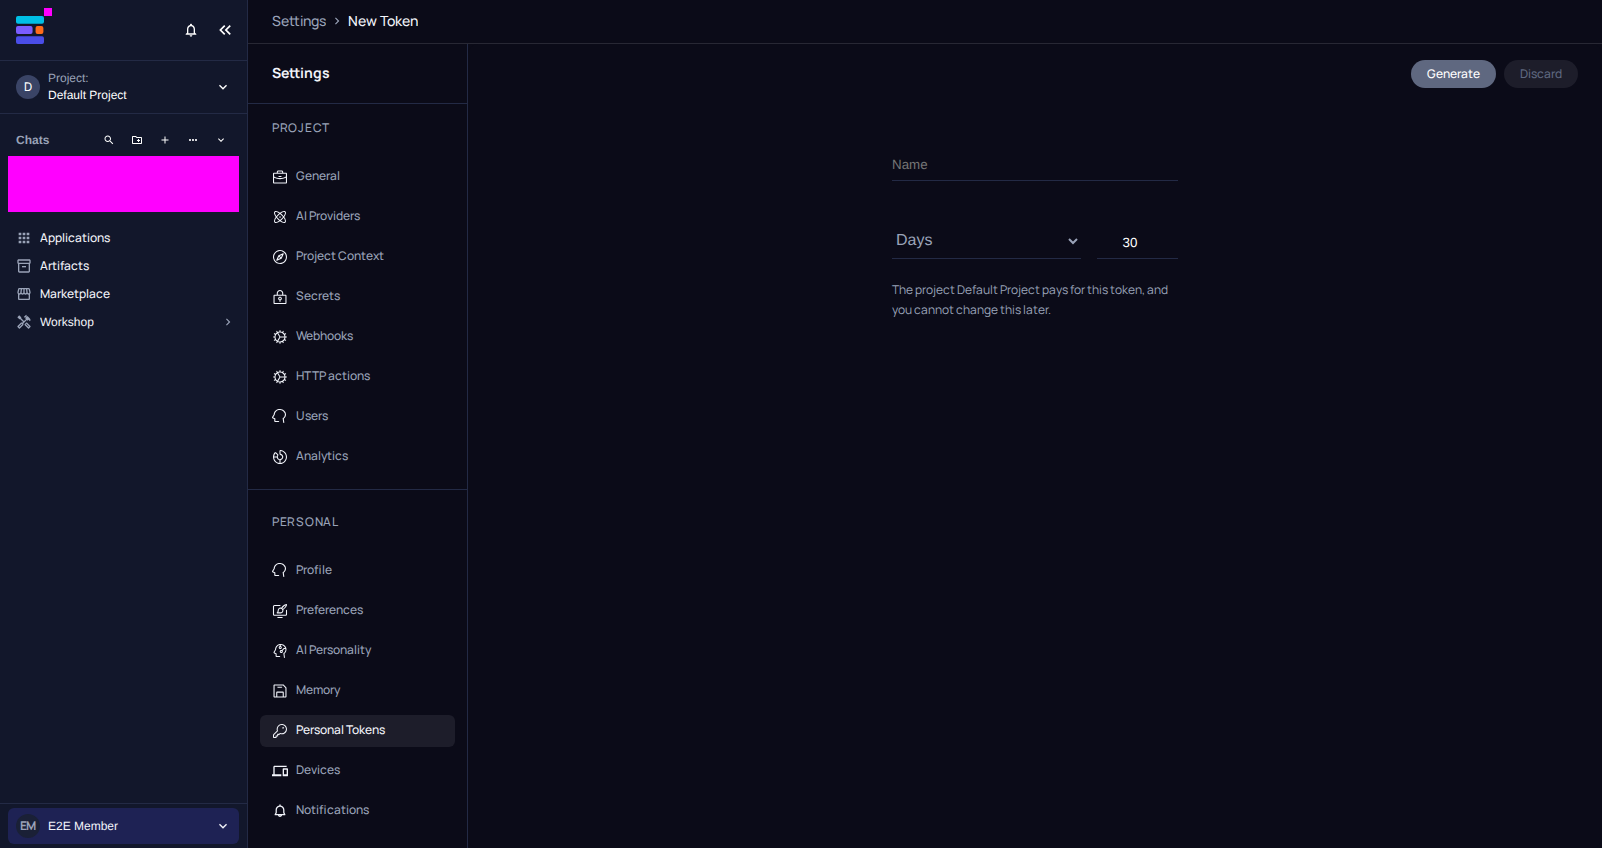 Settings > New Token
Project:
D
Default Project
Chats
Applications
Artifacts
Marketplace
Workshop
EM
E2E Member
Settings
PROJECT
General
AI Providers
Project Context
Secrets
Webhooks
HTTP actions
Users
Analytics
PERSONAL
Profile
Preferences
AI Personality
Memory
Personal Tokens
Devices
Notifications
Generate
Discard
Name
Days
30
The project Default Project pays for this token, and
you cannot change this later.